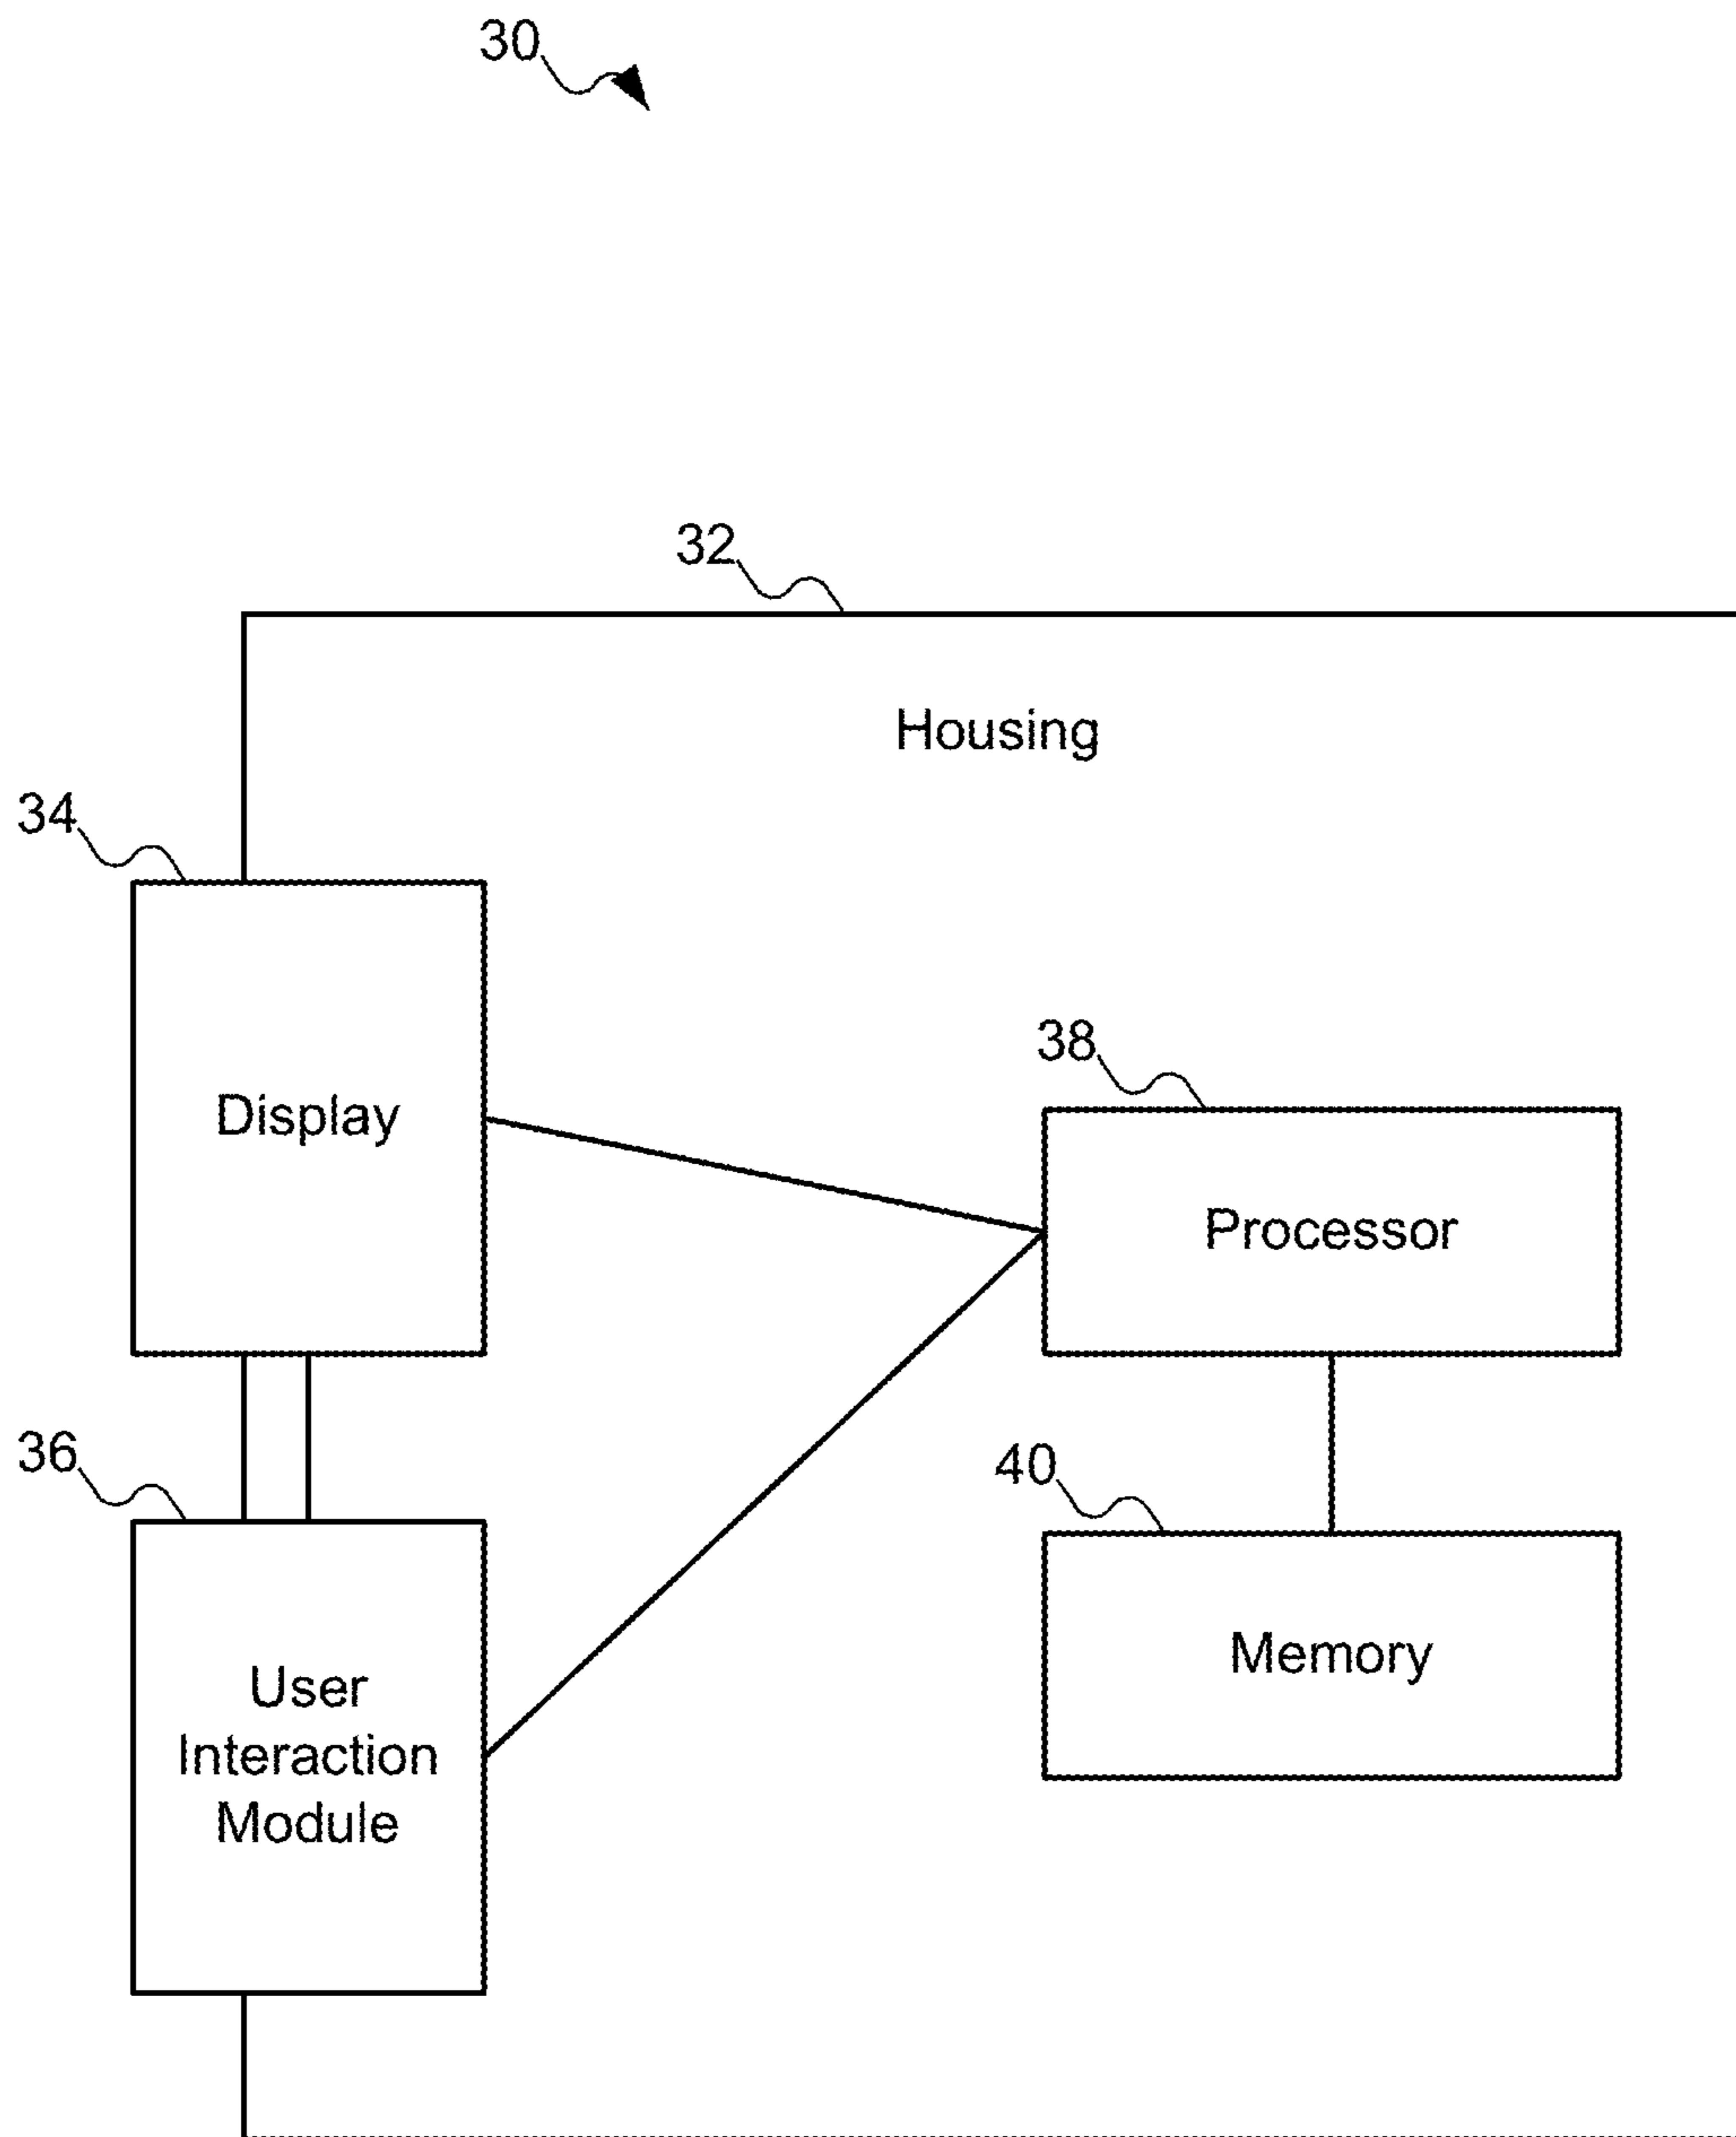 30
32
Housing
34
Display
38
Processor
36
40
User
Interaction
Module
Memory